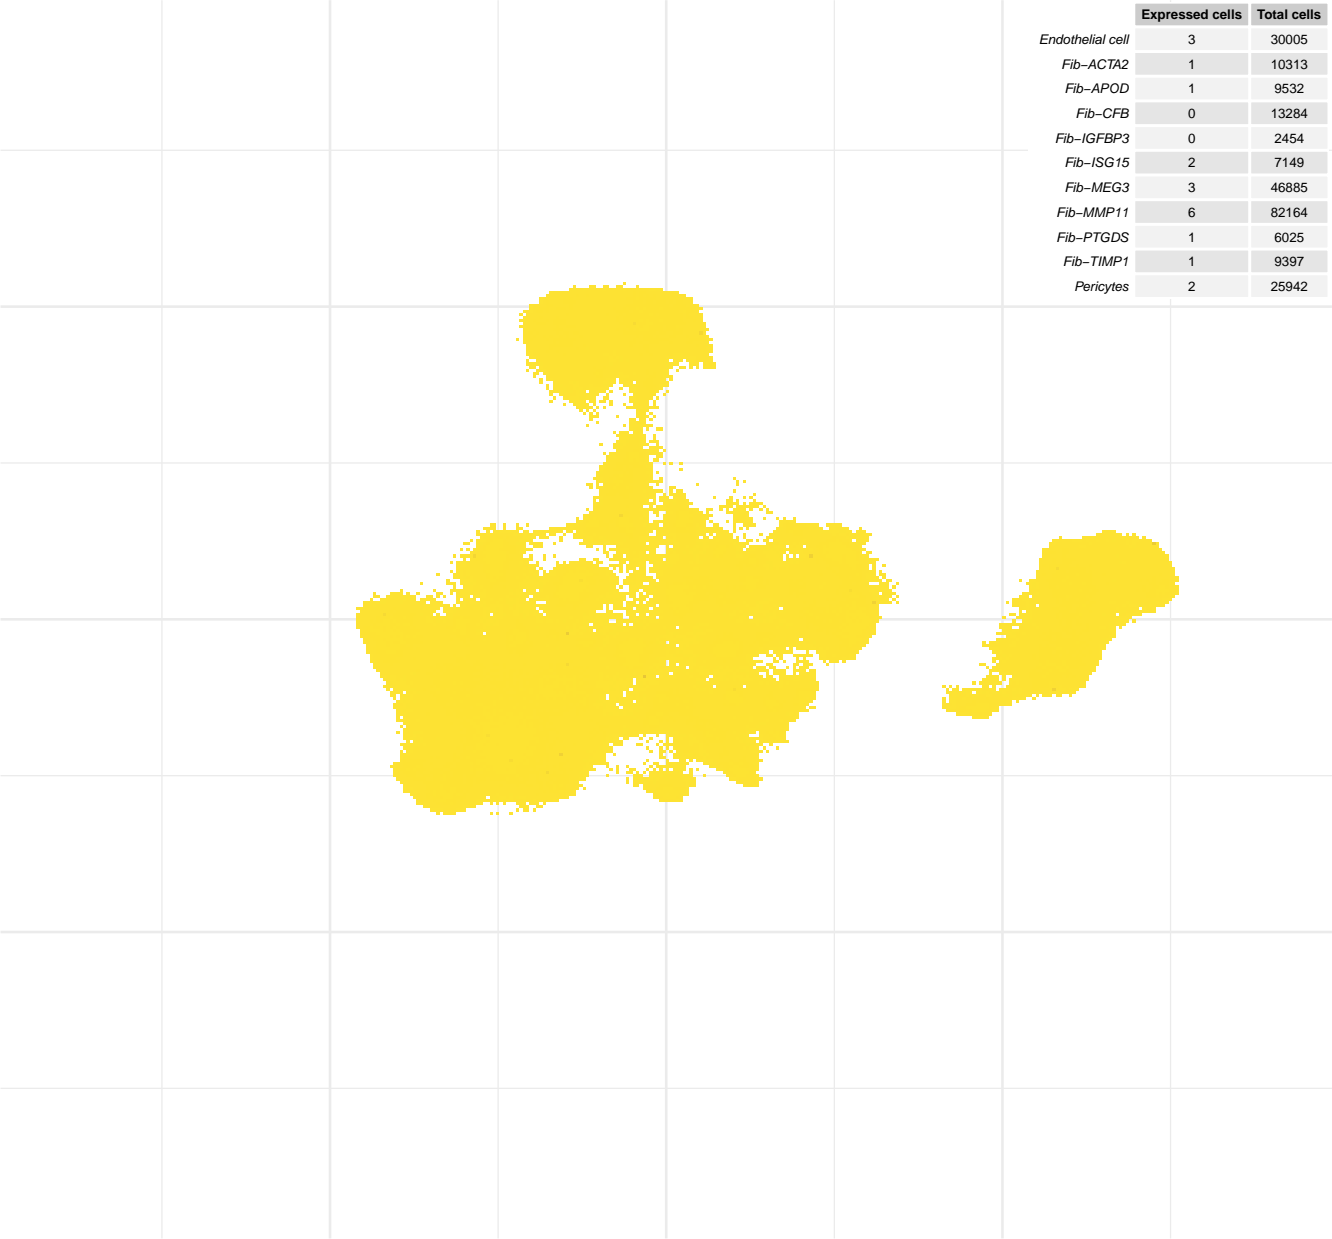 Expressed cells Total cells
Endothelial cell 3 30005
Fib−ACTA2 1 10313
Fib−APOD 1 9532
Fib−CFB 0 13284
Fib−IGFBP3 0 2454
Fib−ISG15 2 7149
Fib−MEG3 3 46885
Fib−MMP11 6 82164
Fib−PTGDS 1 6025
Fib−TIMP1 1 9397
Pericytes 2 25942